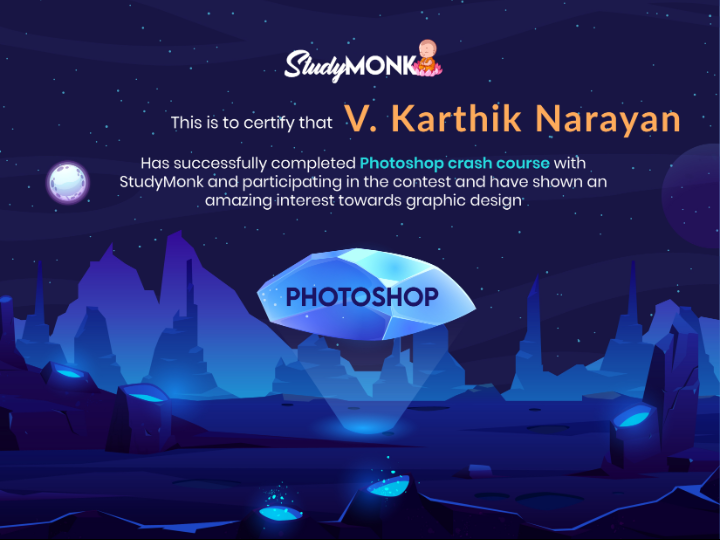 StudyMONK
This is to certify that V. Karthik Narayan
Has successfully completed Photoshop crash course with
StudyMonk and participating in the contest and have shown an
amazing interest towards graphic design
PHOTOSHOP